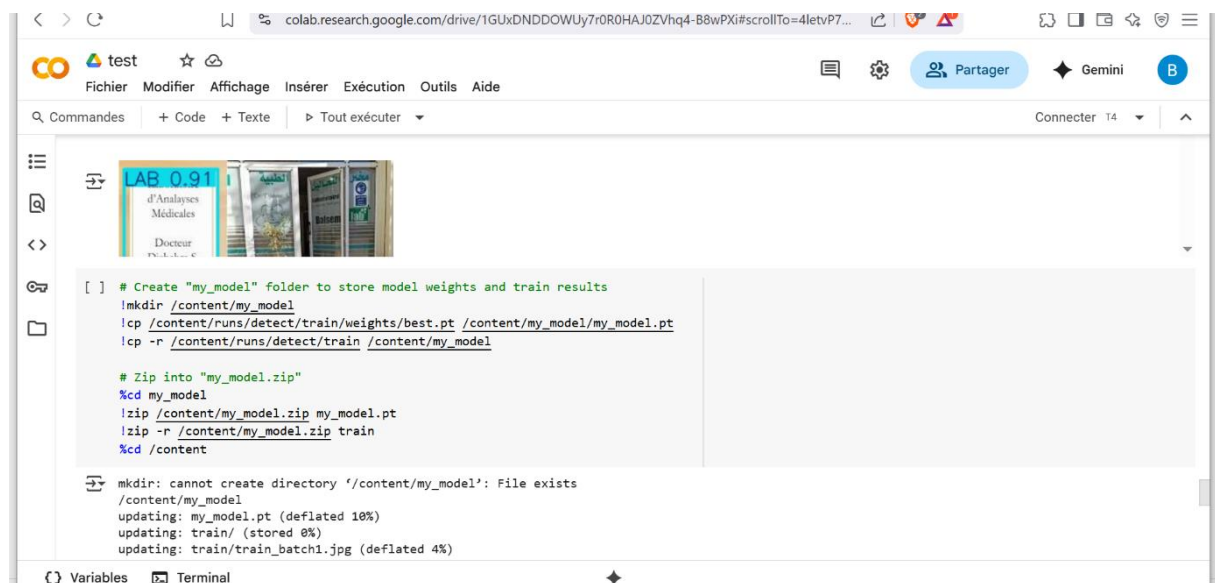 colab.research.google.com/drive/1GUxDNDDOWUy7r0R0HAJ0ZVhq4-B8wPXi#scrollTo=4letvP7...
CO
test
Fichier Modifier Affichage Insérer Exécution Outils Aide
Partager
Gemini
B
Commandes + Code + Texte Tout exécuter
Connecter T4
LAB 0.91
d'Analyses
Médicales
Docteur
الطبية
[ ] # Create "my_model" folder to store model weights and train results
!mkdir /content/my_model
!cp /content/runs/detect/train/weights/best.pt /content/my_model/my_model.pt
!cp -r /content/runs/detect/train /content/my_model
# Zip into "my_model.zip"
%cd my_model
!zip /content/my_model.zip my_model.pt
!zip -r /content/my_model.zip train
%cd /content
mkdir: cannot create directory ‘/content/my_model’: File exists
/content/my_model
updating: my_model.pt (deflated 10%)
updating: train/ (stored 0%)
updating: train/train_batch1.jpg (deflated 4%)
{} Variables Terminal